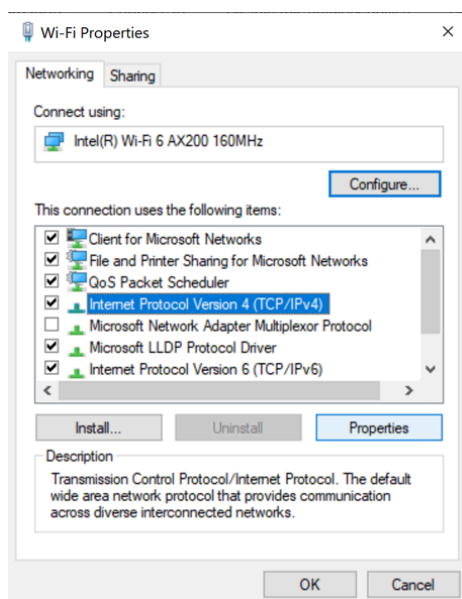 Wi-Fi Properties
Networking
Sharing
Connect using:
Intel(R) Wi-Fi 6 AX200 160MHz
Configure...
This connection uses the following items:
Client for Microsoft Networks
File and Printer Sharing for Microsoft Networks
QoS Packet Scheduler
Internet Protocol Version 4 (TCP/IPv4)
Microsoft Network Adapter Multiplexor Protocol
Microsoft LLDP Protocol Driver
Internet Protocol Version 6 (TCP/IPv6)
Install...
Uninstall
Properties
Description
Transmission Control Protocol/Internet Protocol. The default
wide area network protocol that provides communication
across diverse interconnected networks.
OK
Cancel